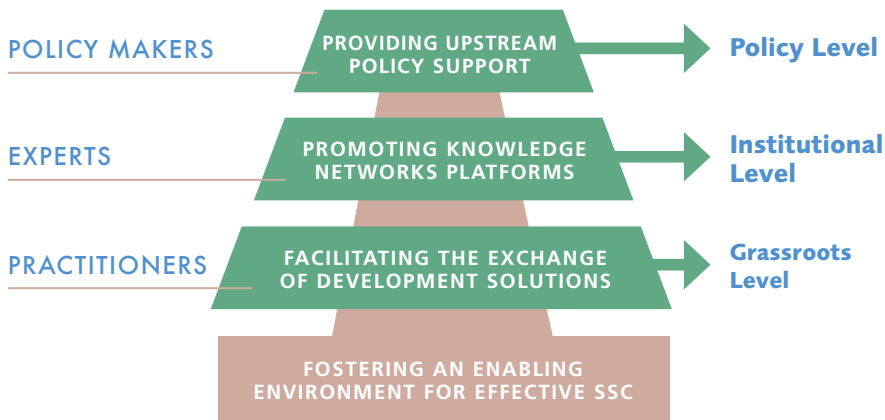 POLICY MAKERS
PROVIDING UPSTREAM
POLICY SUPPORT
Policy Level
EXPERTS
PROMOTING KNOWLEDGE
NETWORKS PLATFORMS
Institutional
Level
PRACTITIONERS
FACILITATING THE EXCHANGE
OF DEVELOPMENT SOLUTIONS
Grassroots
Level
FOSTERING AN ENABLING
ENVIRONMENT FOR EFFECTIVE SSC